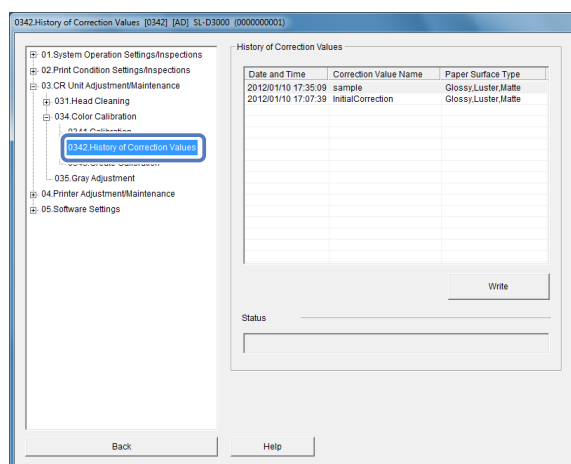 0342.History of Correction Values [0342] [AD] SL-D3000 (0000000001)
01.System Operation Settings/Inspections
02.Print Condition Settings/Inspections
03.CR Unit Adjustment/Maintenance
031.Head Cleaning
034.Color Calibration
0342.History of Correction Values
035.Gray Adjustment
04.Printer Adjustment/Maintenance
05.Software Settings
History of Correction Values
Date and Time Correction Value Name Paper Surface Type
2012/01/10 17:35:09 sample Glossy,Luster,Matte
2012/01/10 17:07:39 InitialCorrection Glossy,Luster,Matte
Write
Status
Back
Help